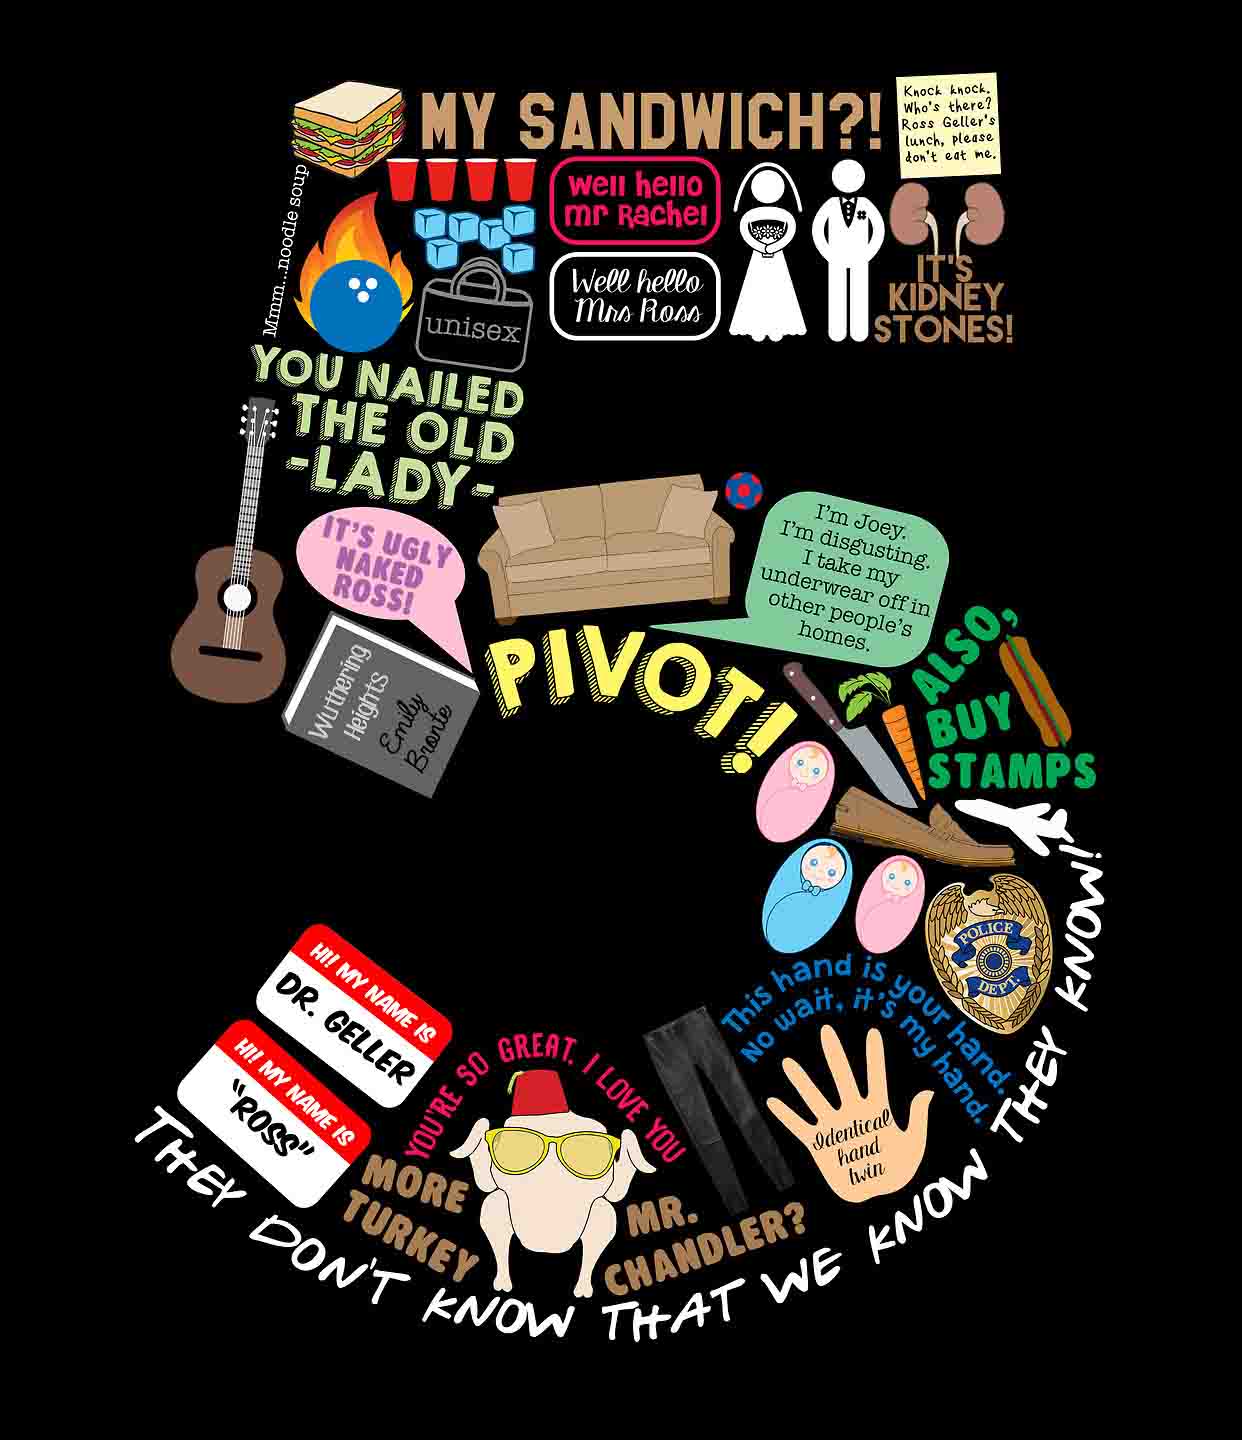 MY SANDWICH?!
Knock knock.
Who's there?
Ross Geller's
lunch, please
don't eat me.
Mmm...noodle soup
Well hello
mr Rachel
Well hello
Mrs Ross
IT'S
KIDNEY
STONES!
unisex
YOU NAILED
THE OLD
-LADY-
IT'S UGLY
NAKED
ROSS!
I'm Joey.
I'm disgusting.
I take my
underwear off in
other people's
homes.
Wuthering
Heights
Emily
Bronte
PIVOT!
ALSO,
BUY
STAMPS
POLICE
DEPT.
HI! MY NAME IS
DR. GELLER
HI! MY NAME IS
"ROSS"
This hand is your hand.
No wait, it's my hand.
Identical
hand
twin
YOU'RE SO GREAT. I LOVE YOU
MORE
TURKEY
MR.
CHANDLER?
THEY DON'T KNOW THAT WE KNOW THEY KNOW!